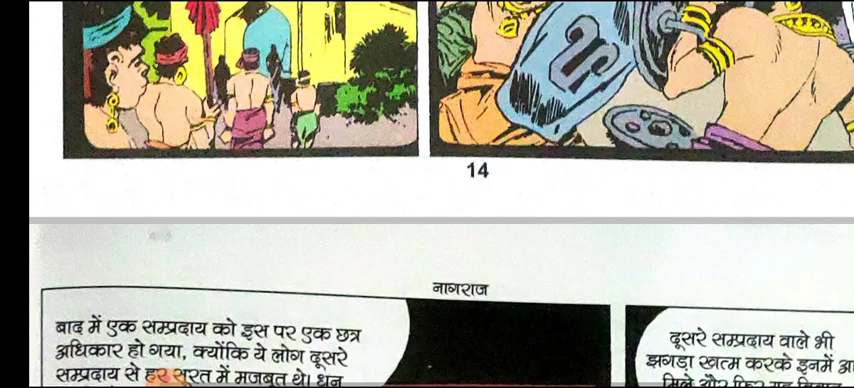 14
नागराज
बाद में एक सम्प्रदाय को इस पर एक छत्र
अधिकार हो गया, क्योंकि ये लोग दूसरे
सम्प्रदाय से हर सूरत में मजबूत थे। धन
दूसरे सम्प्रदाय वाले भी
झगड़ा खत्म करके इनमें आ
मिले और फिर